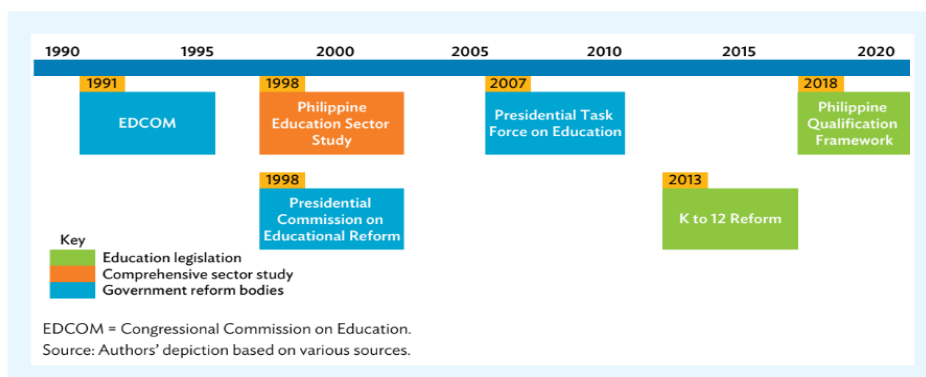 1990 1995 2000 2005 2010 2015 2020
1991
EDCOM
1998
Philippine
Education Sector
Study
2007
Presidential Task
Force on Education
2018
Philippine
Qualification
Framework
1998
Presidential
Commission on
Educational Reform
2013
K to 12 Reform
Key
Education legislation
Comprehensive sector study
Government reform bodies
EDCOM = Congressional Commission on Education.
Source: Authors’ depiction based on various sources.